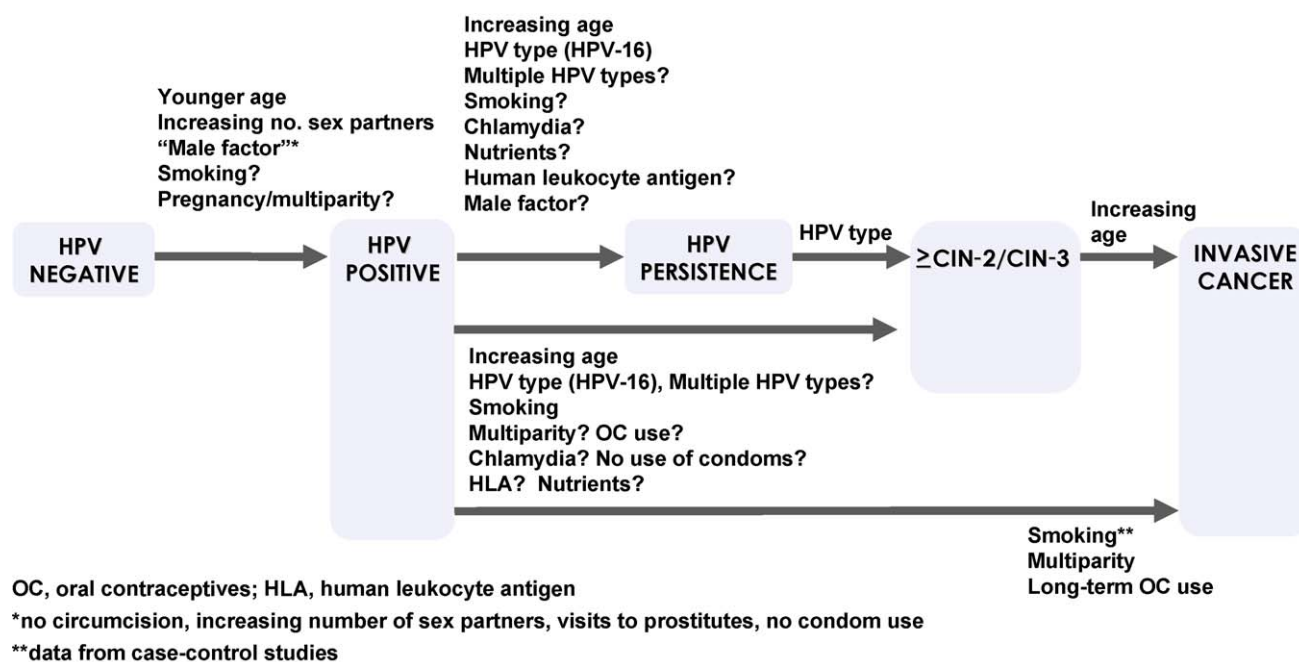 Increasing age
HPV type (HPV-16)
Multiple HPV types?
Smoking?
Chlamydia?
Nutrients?
Human leukocyte antigen?
Male factor?
Younger age
Increasing no. sex partners
“Male factor”*
Smoking?
Pregnancy/multiparity?
HPV
NEGATIVE
HPV
POSITIVE
HPV
PERSISTENCE
HPV type
≥CIN-2/CIN-3
Increasing
age
INVASIVE
CANCER
Increasing age
HPV type (HPV-16), Multiple HPV types?
Smoking
Multiparity? OC use?
Chlamydia? No use of condoms?
HLA? Nutrients?
Smoking**
Multiparity
Long-term OC use
OC, oral contraceptives; HLA, human leukocyte antigen
*no circumcision, increasing number of sex partners, visits to prostitutes, no condom use
**data from case-control studies